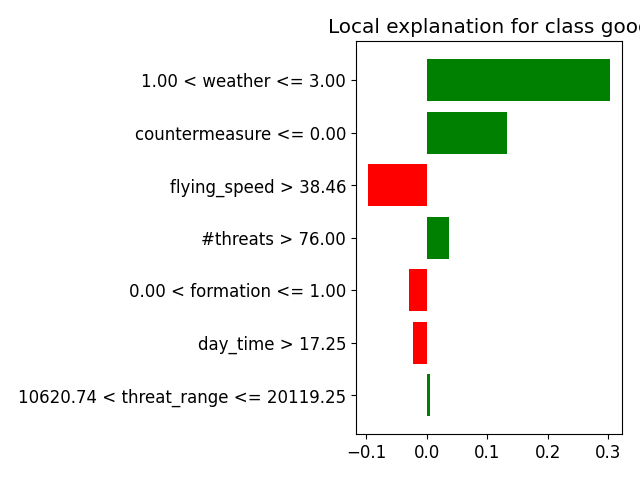 Local explanation for class good
1.00 < weather <= 3.00
countermeasure <= 0.00
flying_speed > 38.46
#threats > 76.00
0.00 < formation <= 1.00
day_time > 17.25
10620.74 < threat_range <= 20119.25
−0.1 0.0 0.1 0.2 0.3